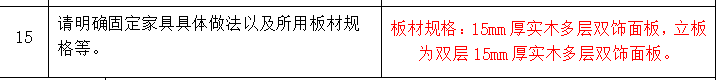 15
请明确固定家具具体做法以及所用板材规
格等。
板材规格：15mm厚实木多层双饰面板，立板
为双层15mm厚实木多层双饰面板。